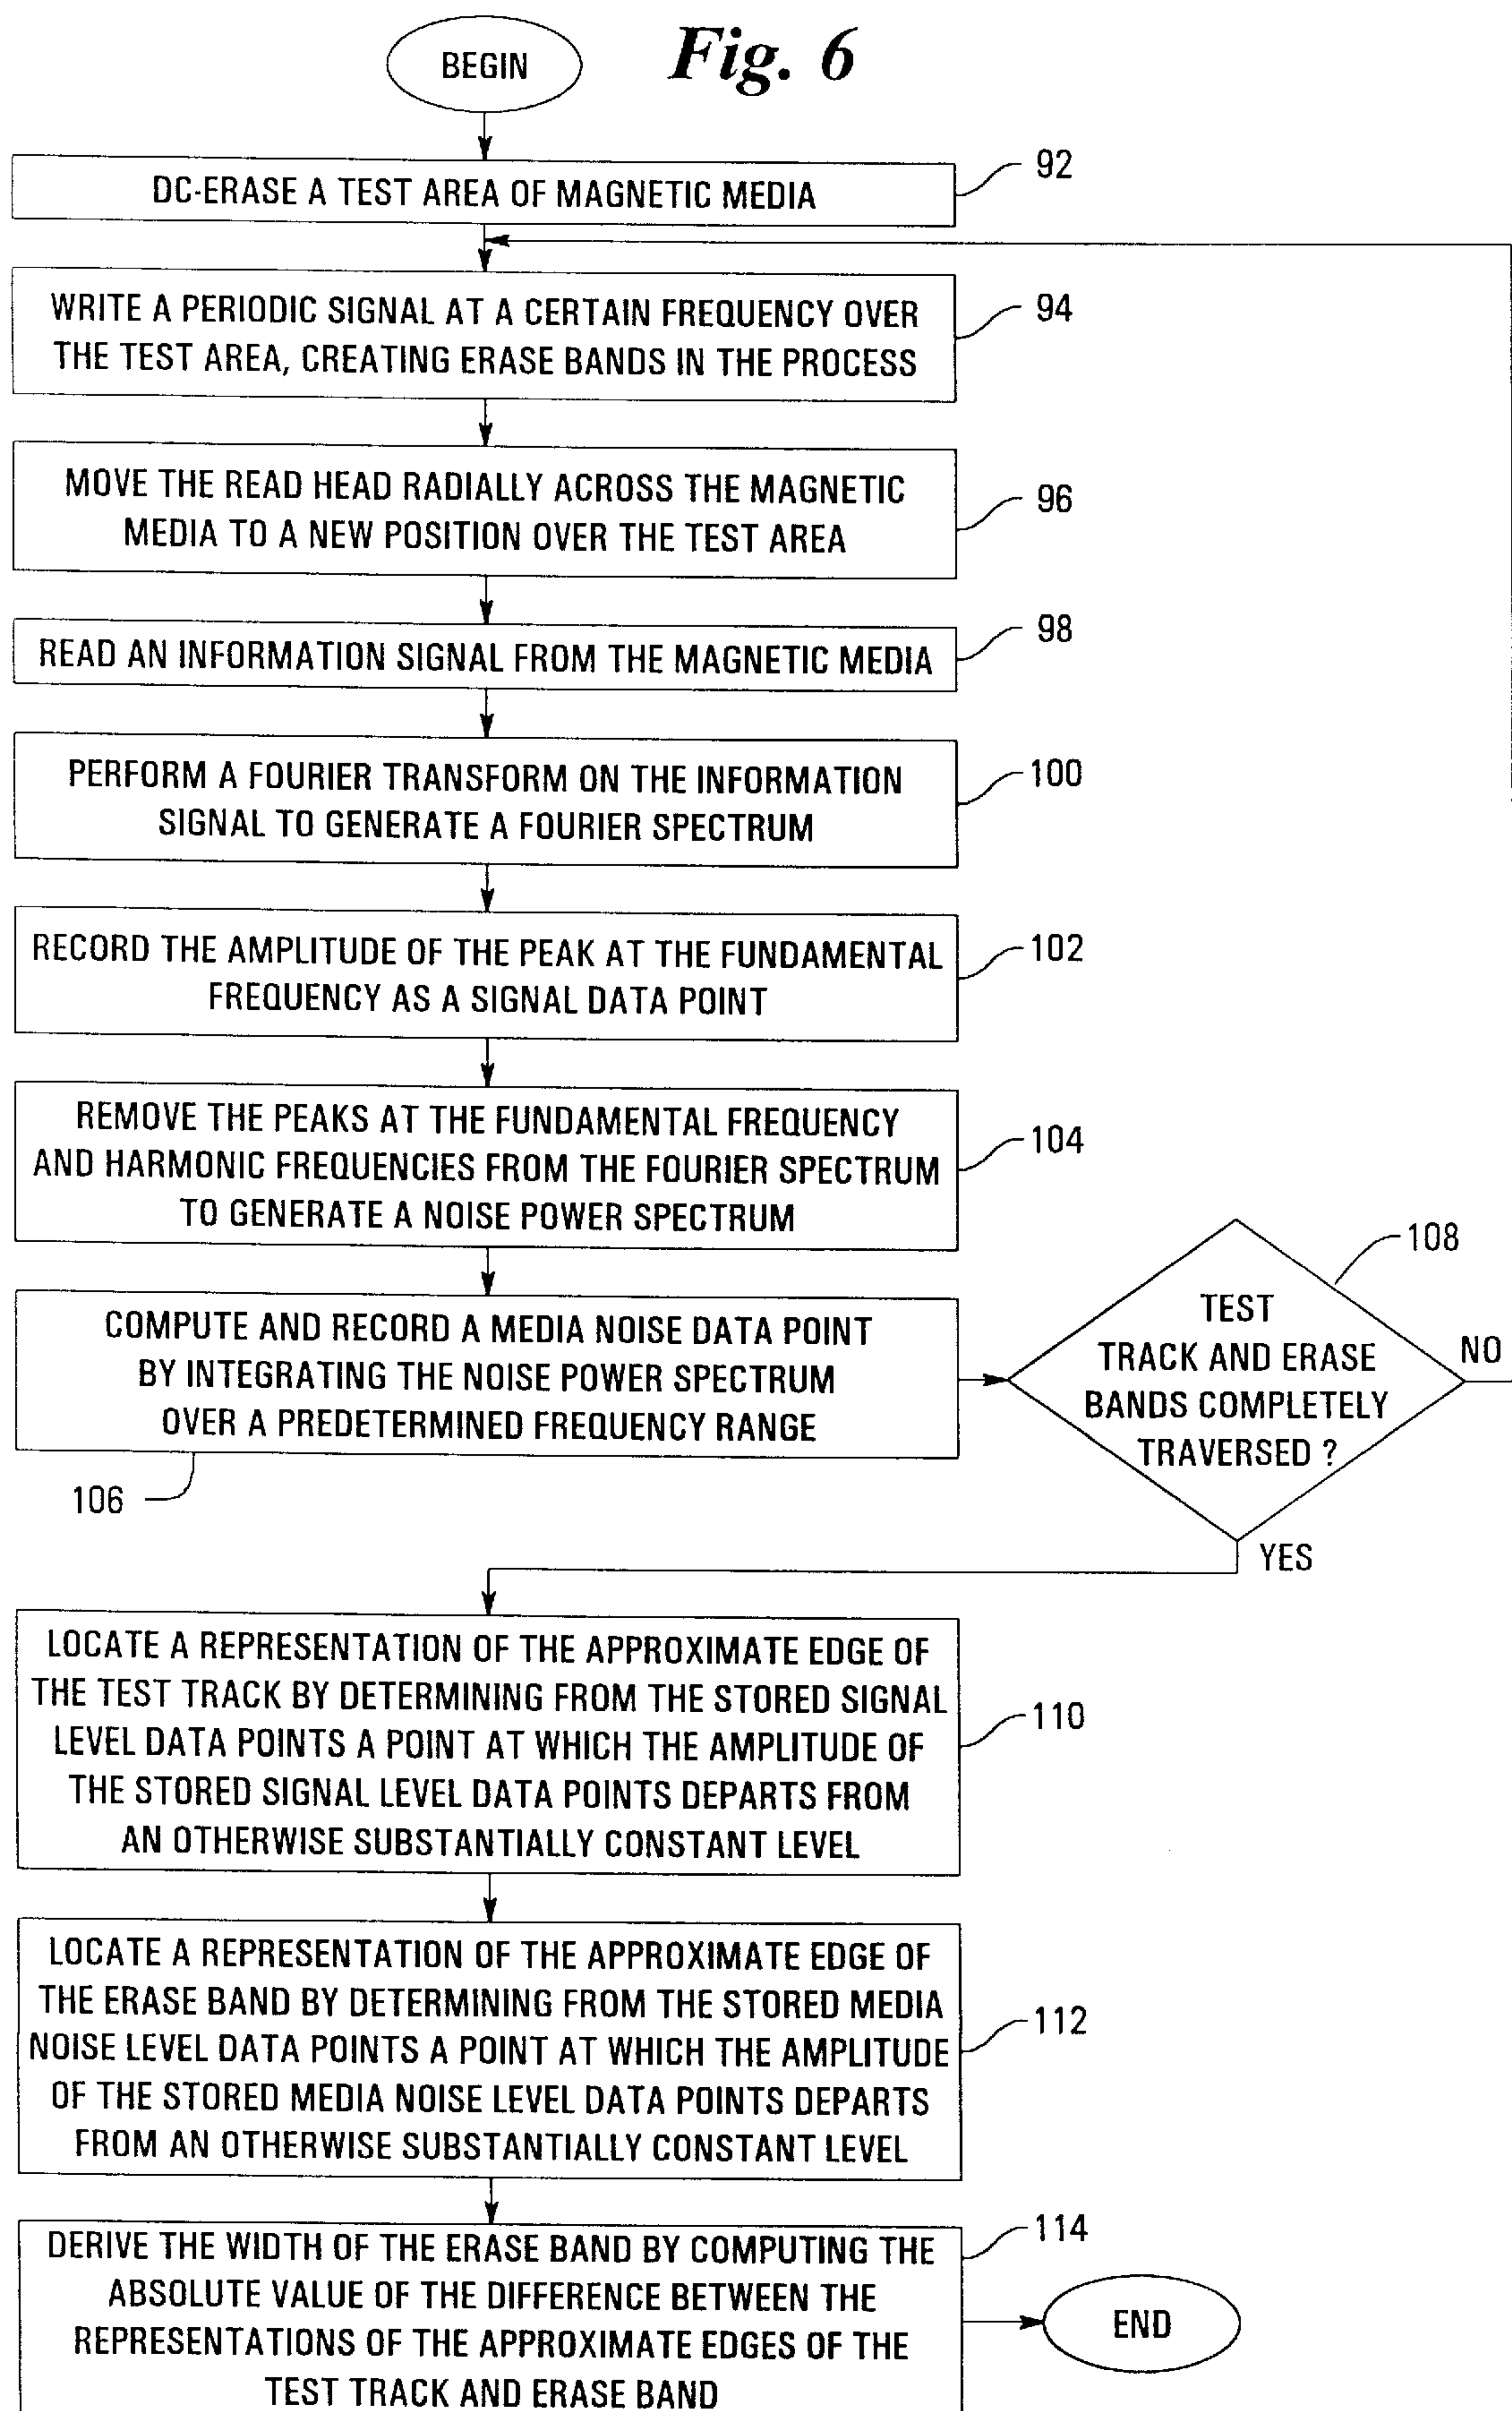 Fig. 6
BEGIN
DC-ERASE A TEST AREA OF MAGNETIC MEDIA
92
WRITE A PERIODIC SIGNAL AT A CERTAIN FREQUENCY OVER
THE TEST AREA, CREATING ERASE BANDS IN THE PROCESS
94
MOVE THE READ HEAD RADIALLY ACROSS THE MAGNETIC
MEDIA TO A NEW POSITION OVER THE TEST AREA
96
READ AN INFORMATION SIGNAL FROM THE MAGNETIC MEDIA
98
PERFORM A FOURIER TRANSFORM ON THE INFORMATION
SIGNAL TO GENERATE A FOURIER SPECTRUM
100
RECORD THE AMPLITUDE OF THE PEAK AT THE FUNDAMENTAL
FREQUENCY AS A SIGNAL DATA POINT
102
REMOVE THE PEAKS AT THE FUNDAMENTAL FREQUENCY
AND HARMONIC FREQUENCIES FROM THE FOURIER SPECTRUM
TO GENERATE A NOISE POWER SPECTRUM
104
COMPUTE AND RECORD A MEDIA NOISE DATA POINT
BY INTEGRATING THE NOISE POWER SPECTRUM
OVER A PREDETERMINED FREQUENCY RANGE
106
TEST
TRACK AND ERASE
BANDS COMPLETELY
TRAVERSED ?
108
NO
YES
LOCATE A REPRESENTATION OF THE APPROXIMATE EDGE OF
THE TEST TRACK BY DETERMINING FROM THE STORED SIGNAL
LEVEL DATA POINTS A POINT AT WHICH THE AMPLITUDE OF
THE STORED SIGNAL LEVEL DATA POINTS DEPARTS FROM
AN OTHERWISE SUBSTANTIALLY CONSTANT LEVEL
110
LOCATE A REPRESENTATION OF THE APPROXIMATE EDGE OF
THE ERASE BAND BY DETERMINING FROM THE STORED MEDIA
NOISE LEVEL DATA POINTS A POINT AT WHICH THE AMPLITUDE
OF THE STORED MEDIA NOISE LEVEL DATA POINTS DEPARTS
FROM AN OTHERWISE SUBSTANTIALLY CONSTANT LEVEL
112
DERIVE THE WIDTH OF THE ERASE BAND BY COMPUTING THE
ABSOLUTE VALUE OF THE DIFFERENCE BETWEEN THE
REPRESENTATIONS OF THE APPROXIMATE EDGES OF THE
TEST TRACK AND ERASE BAND
114
END